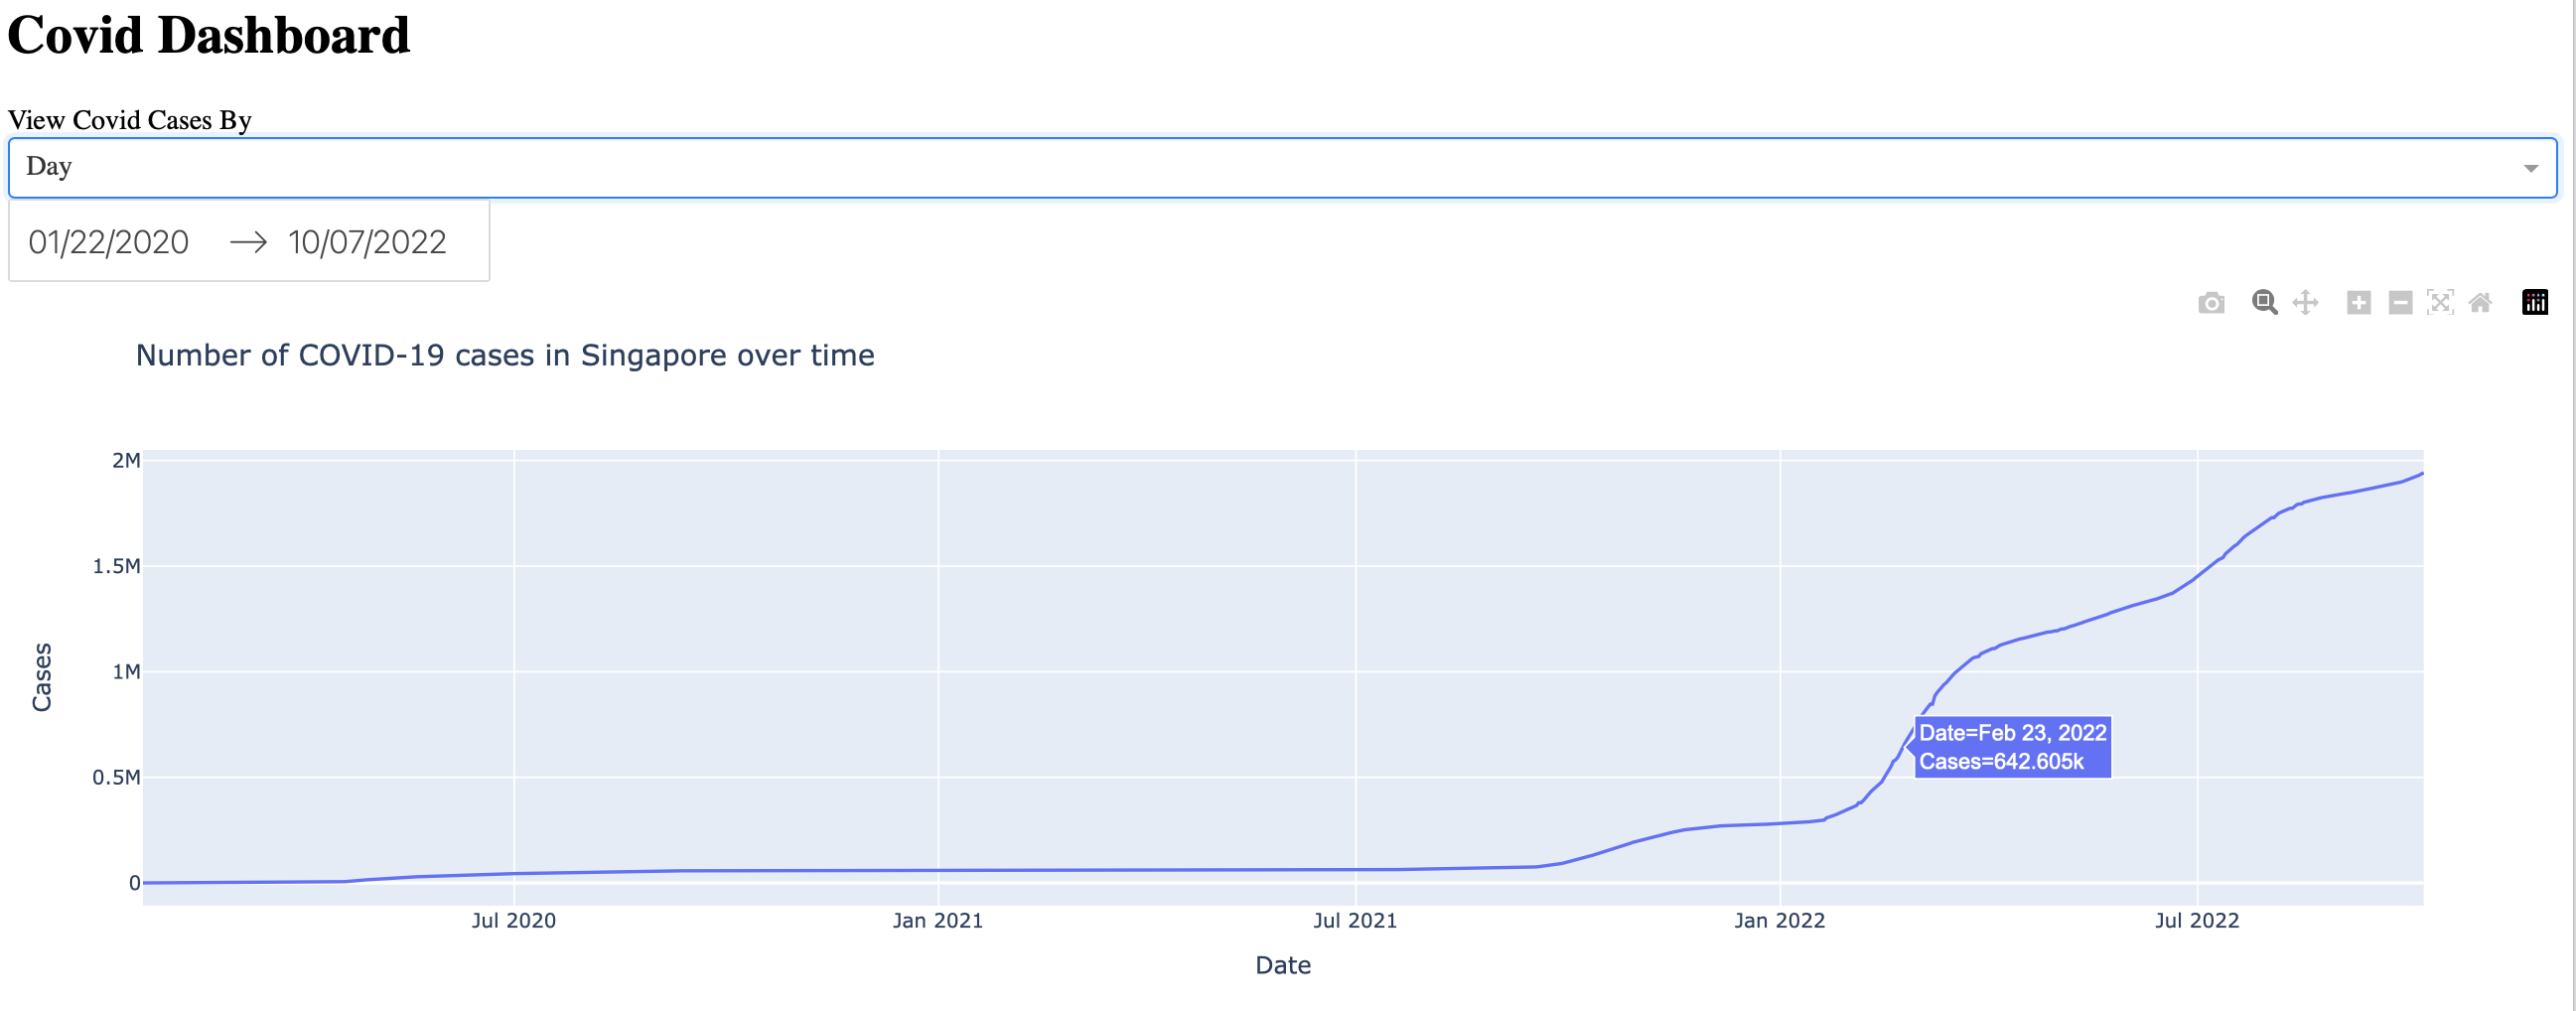 Covid Dashboard
View Covid Cases By
Day
01/22/2020 → 10/07/2022
Number of COVID-19 cases in Singapore over time
2M
1.5M
1M
0.5M
0
Cases
Date=Feb 23, 2022
Cases=642.605k
Jul 2020 Jan 2021 Jul 2021 Jan 2022 Jul 2022
Date